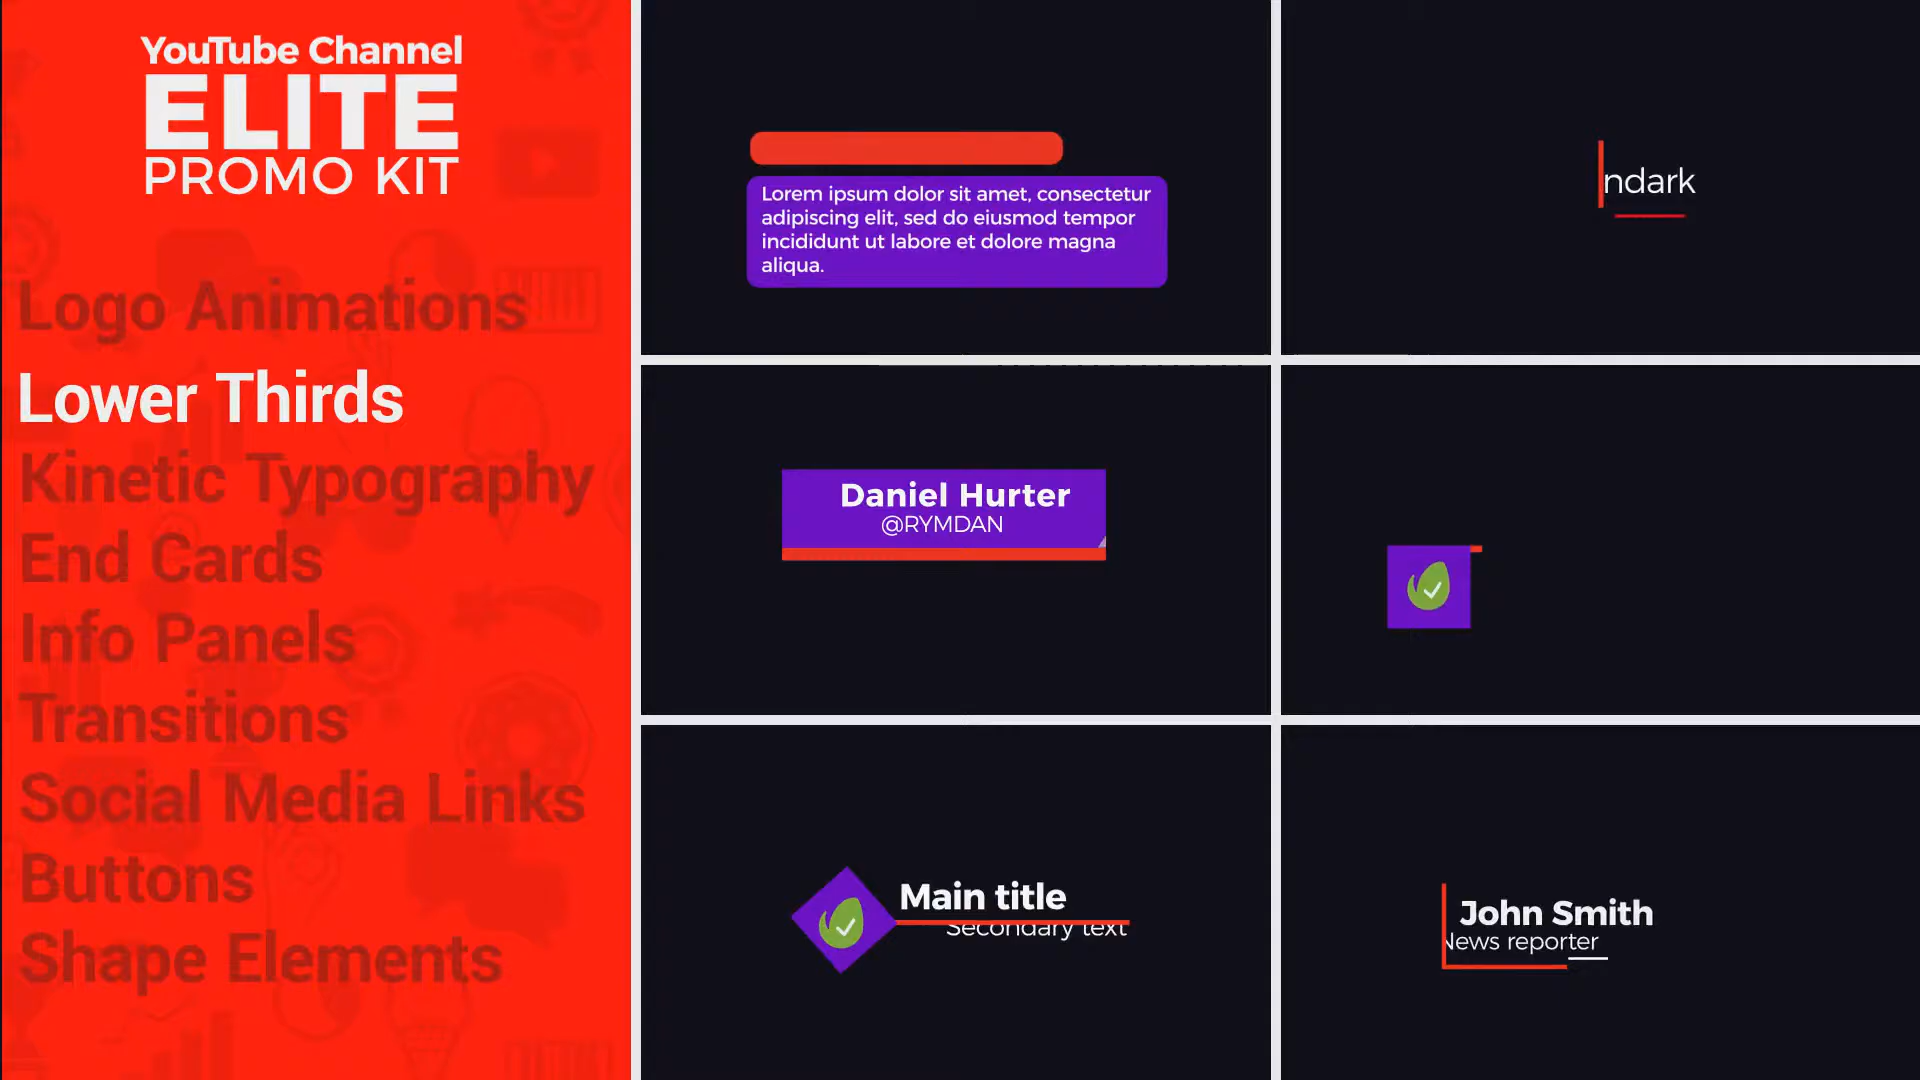 YouTube Channel
ELITE
PROMO KIT
Logo Animations
Lower Thirds
Kinetic Typography
End Cards
Info Panels
Transitions
Social Media Links
Buttons
Shape Elements
Lorem ipsum dolor sit amet, consectetur
adipiscing elit, sed do eiusmod tempor
incididunt ut labore et dolore magna
aliqua.
ndark
Daniel Hurter
@RYMDAN
Main title
Secondary text
John Smith
News reporter